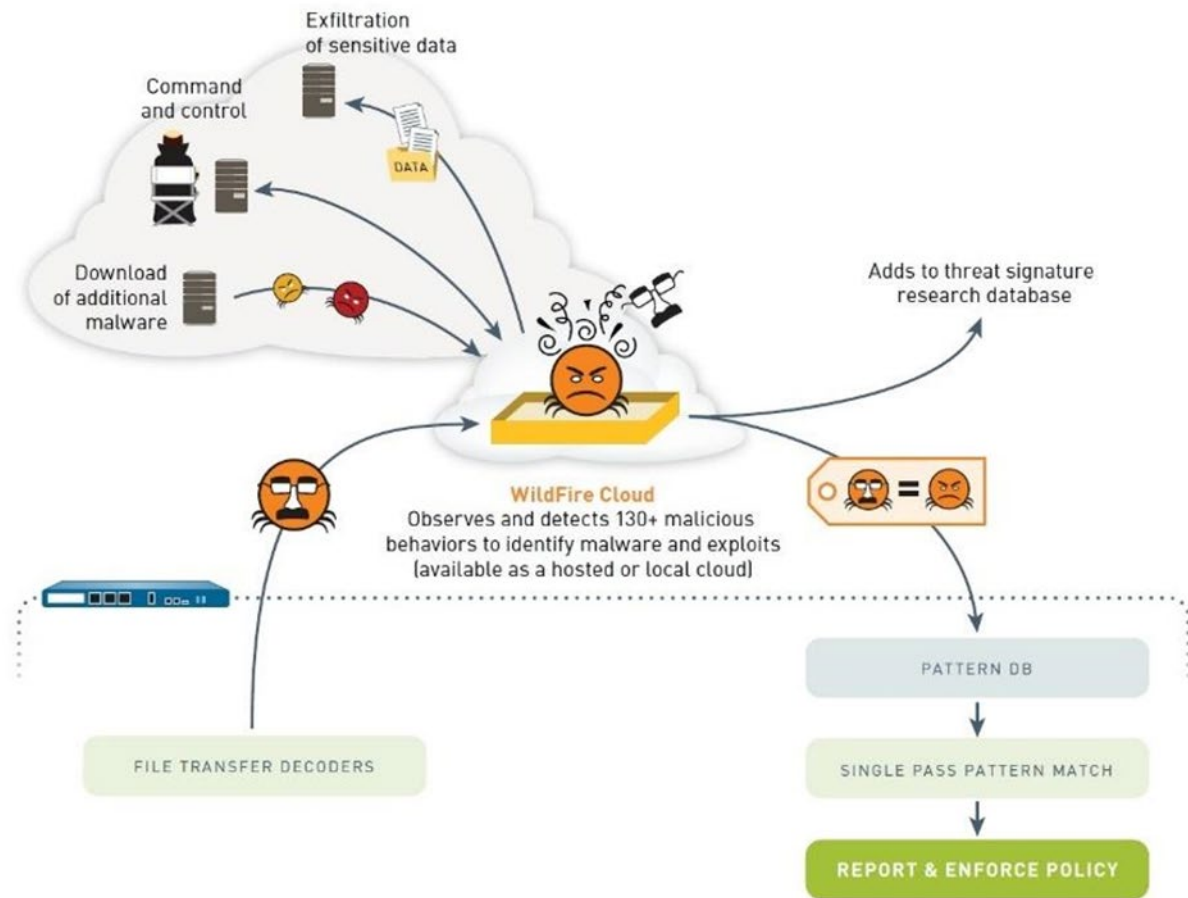 Exfiltration
of sensitive data
Command
and control
DATA
Download
of additional
malware
Adds to threat signature
research database
WildFire Cloud
Observes and detects 130+ malicious
behaviors to identify malware and exploits
(available as a hosted or local cloud)
=
PATTERN DB
FILE TRANSFER DECODERS
SINGLE PASS PATTERN MATCH
REPORT & ENFORCE POLICY